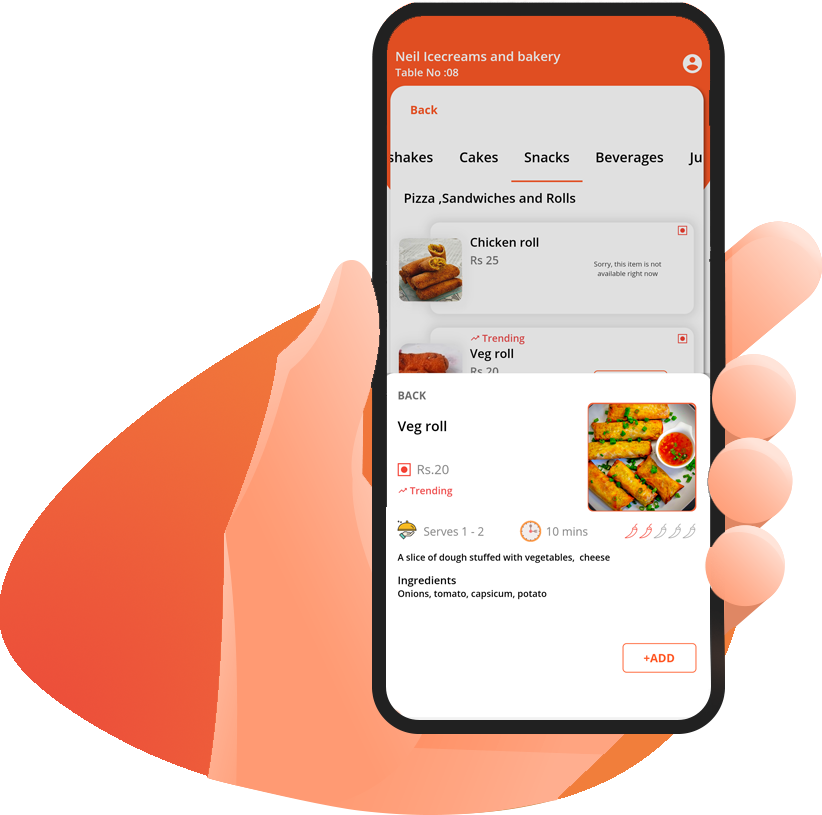 Neil Icecreams and bakery
Table No :08
Back
shakes Cakes Snacks Beverages Ju
Pizza ,Sandwiches and Rolls
Chicken roll
Rs 25
Sorry, this item is not
available right now
Trending
Veg roll
Rs 20
BACK
Veg roll
Rs.20
Trending
Serves 1 - 2 10 mins
A slice of dough stuffed with vegetables, cheese
Ingredients
Onions, tomato, capsicum, potato
+ADD